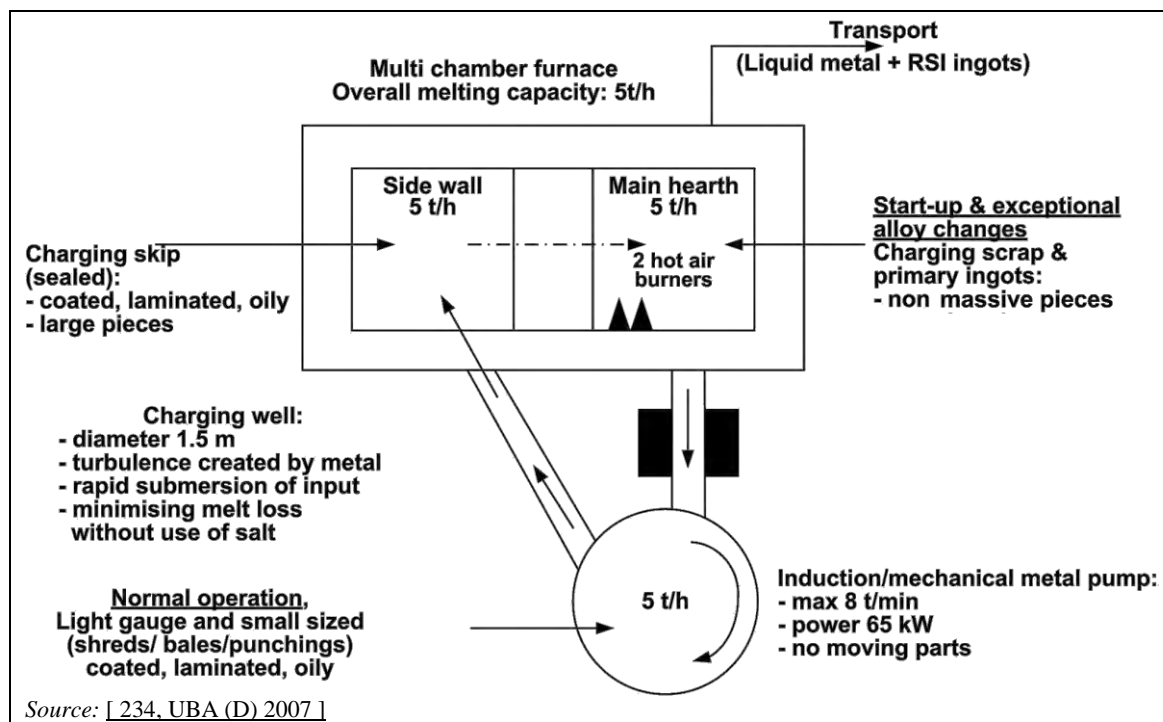 Transport
(Liquid metal + RSI ingots)
Multi chamber furnace
Overall melting capacity: 5t/h
Side wall
5 t/h
Main hearth
5 t/h
2 hot air
burners
Charging skip
(sealed):
- coated, laminated, oily
- large pieces
Start-up & exceptional
alloy changes
Charging scrap &
primary ingots:
- non massive pieces
Charging well:
- diameter 1.5 m
- turbulence created by metal
- rapid submersion of input
- minimising melt loss
without use of salt
Normal operation,
Light gauge and small sized
(shreds/ bales/punchings)
coated, laminated, oily
5 t/h
Induction/mechanical metal pump:
- max 8 t/min
- power 65 kW
- no moving parts
Source: [ 234, UBA (D) 2007 ]